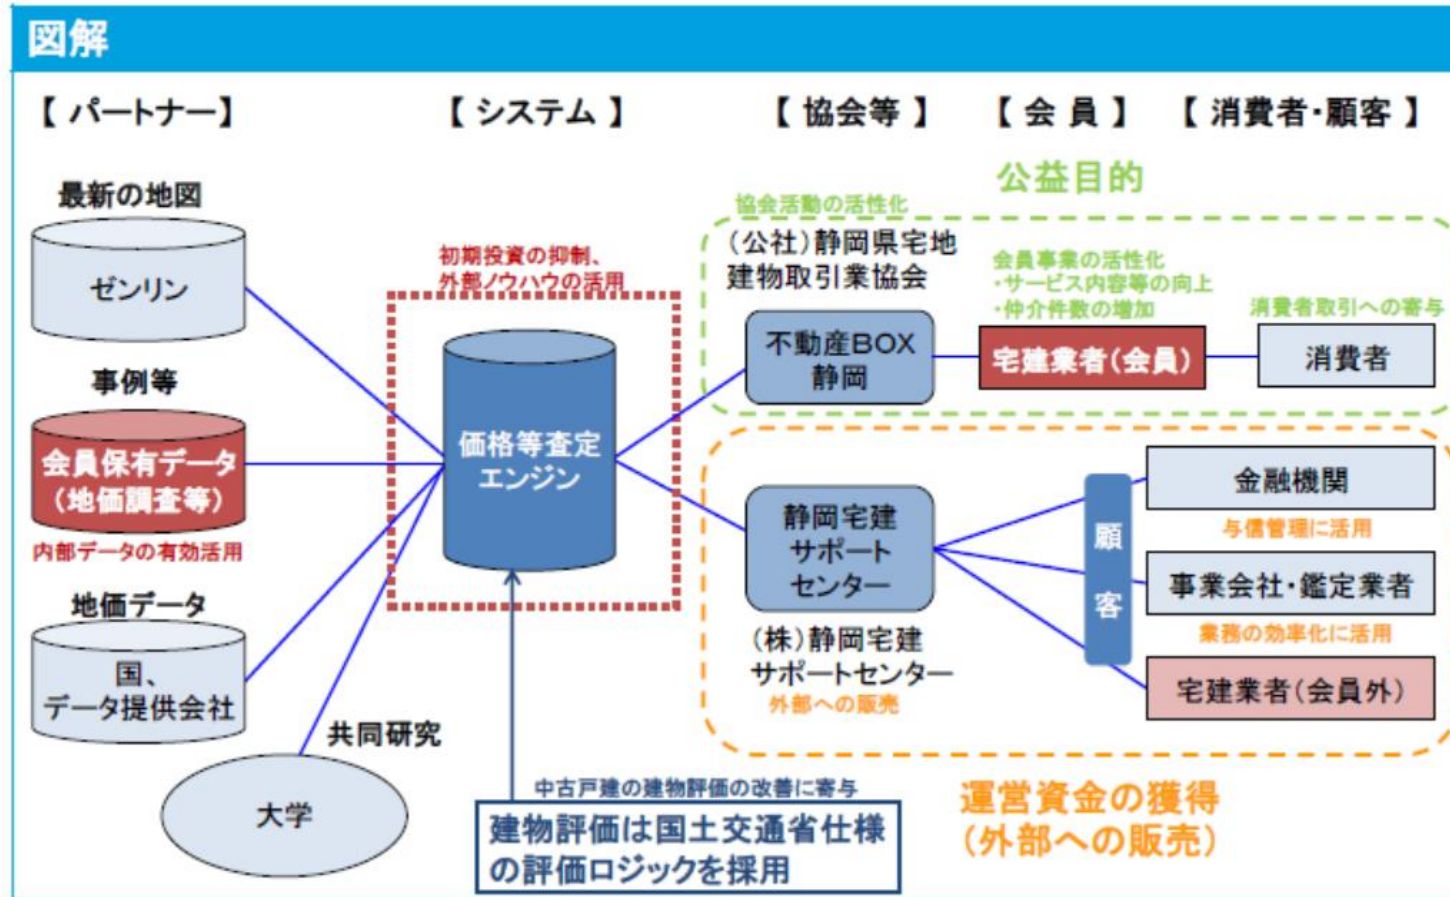 図解
【 パートナー】
【 システム 】
【 協会等 】
【 会 員 】
【 消費者・顧客 】
最新の地図
ゼンリン
事例等
会員保有データ
(地価調査等)
内部データの有効活用
地価データ
国、
データ提供会社
共同研究
大学
初期投資の抑制、
外部ノウハウの活用
価格等査定
エンジン
中古戸建の建物評価の改善に寄与
建物評価は国土交通省仕様
の評価ロジックを採用
公益目的
協会活動の活性化
(公社)静岡県宅地
建物取引業協会
不動産BOX
静岡
会員事業の活性化
・サービス内容等の向上
・仲介件数の増加
宅建業者(会員)
消費者取引への寄与
消費者
静岡宅建
サポート
センター
(株)静岡宅建
サポートセンター
外部への販売
顧
客
金融機関
与信管理に活用
事業会社・鑑定業者
業務の効率化に活用
宅建業者(会員外)
運営資金の獲得
(外部への販売)